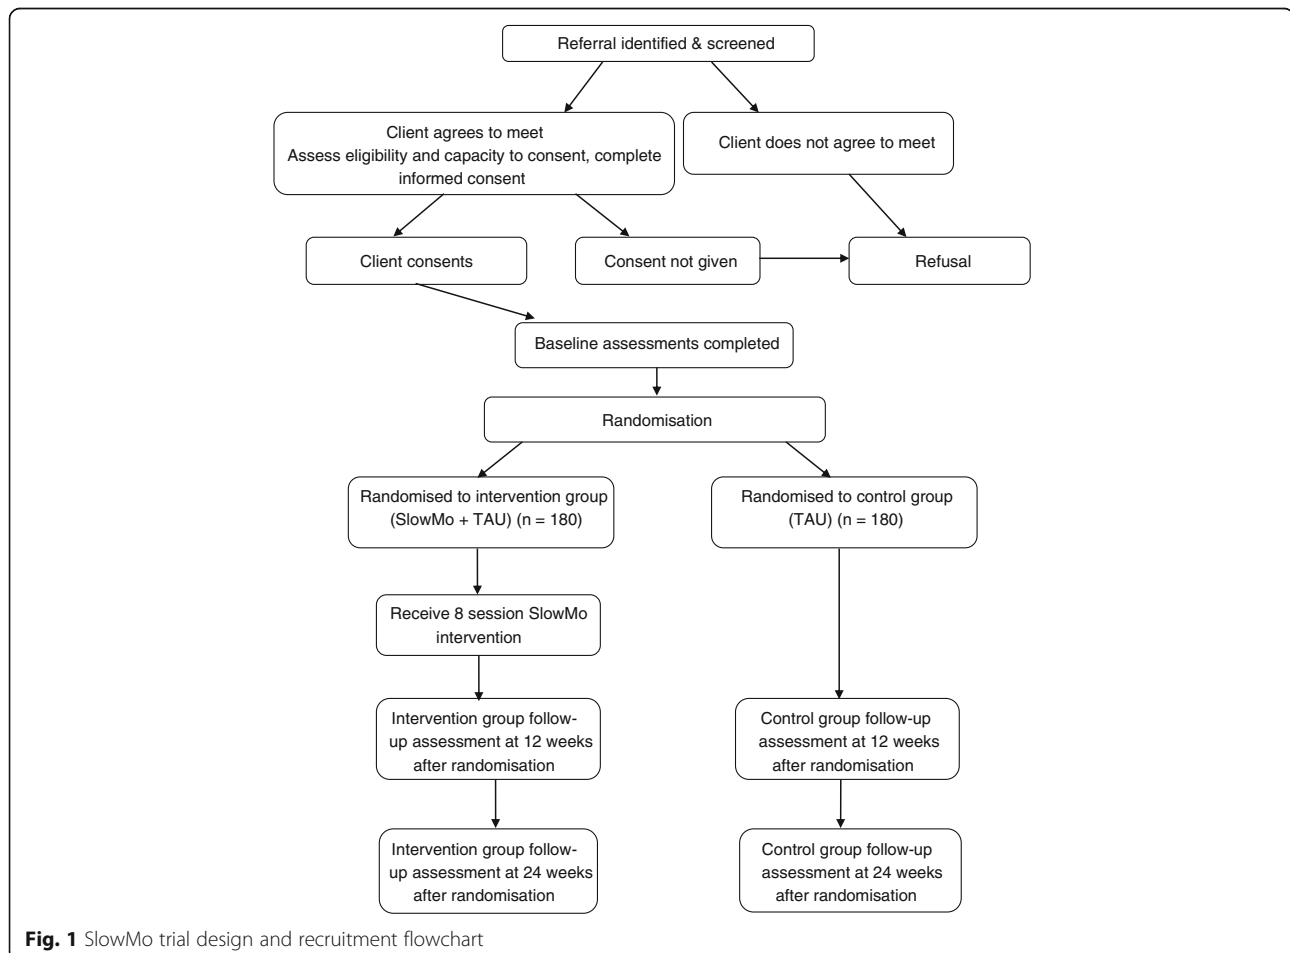 Referral identified & screened
Client agrees to meet
Assess eligibility and capacity to consent, complete
informed consent
Client does not agree to meet
Client consents
Consent not given
Refusal
Baseline assessments completed
Randomisation
Randomised to intervention group
(SlowMo + TAU) (n = 180)
Randomised to control group
(TAU) (n = 180)
Receive 8 session SlowMo
intervention
Intervention group follow-
up assessment at 12 weeks
after randomisation
Control group follow-up
assessment at 12 weeks
after randomisation
Intervention group follow-
up assessment at 24 weeks
after randomisation
Control group follow-up
assessment at 24 weeks
after randomisation
Fig. 1 SlowMo trial design and recruitment flowchart